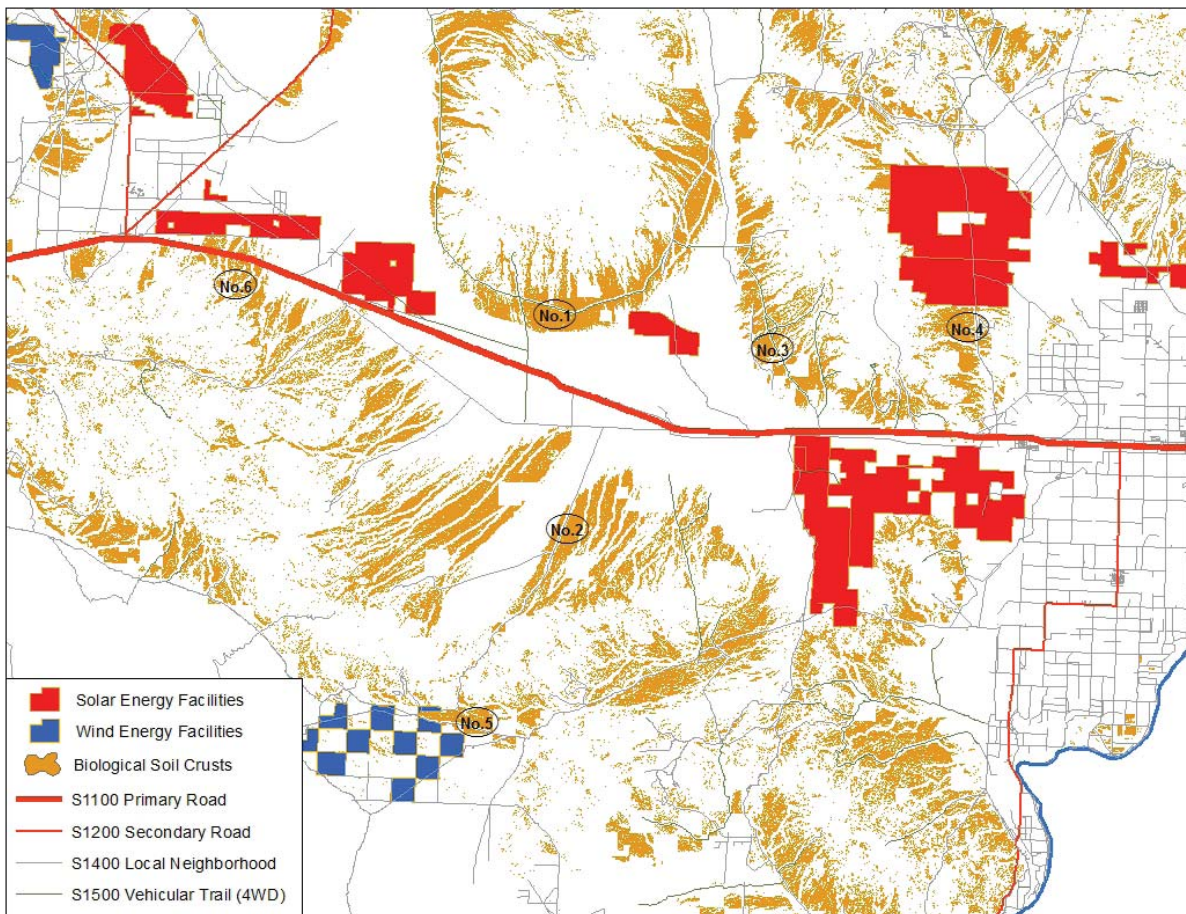 No.6
No.1
No.3
No.4
No.2
No.5
Solar Energy Facilities
Wind Energy Facilities
Biological Soil Crusts
S1100 Primary Road
S1200 Secondary Road
S1400 Local Neighborhood
S1500 Vehicular Trail (4WD)